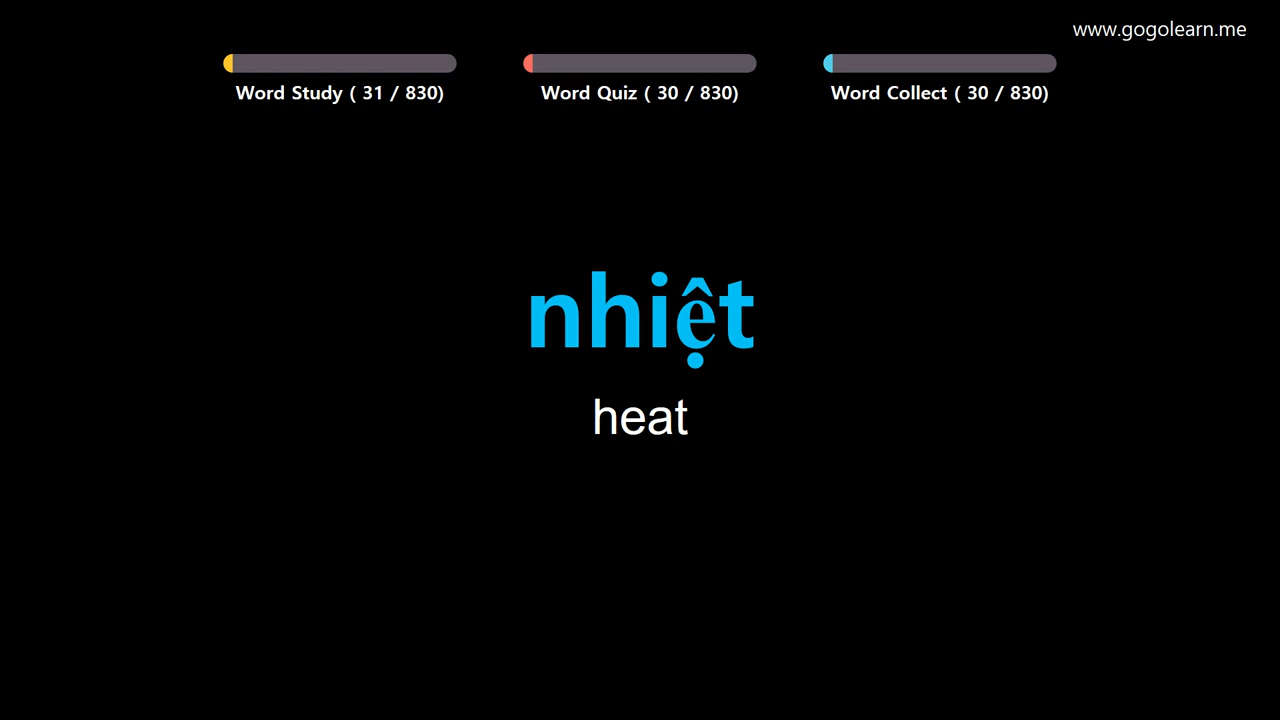 www.gogolearn.me
Word Study ( 31 / 830)
Word Quiz ( 30 / 830)
Word Collect ( 30 / 830)
nhiệt
heat